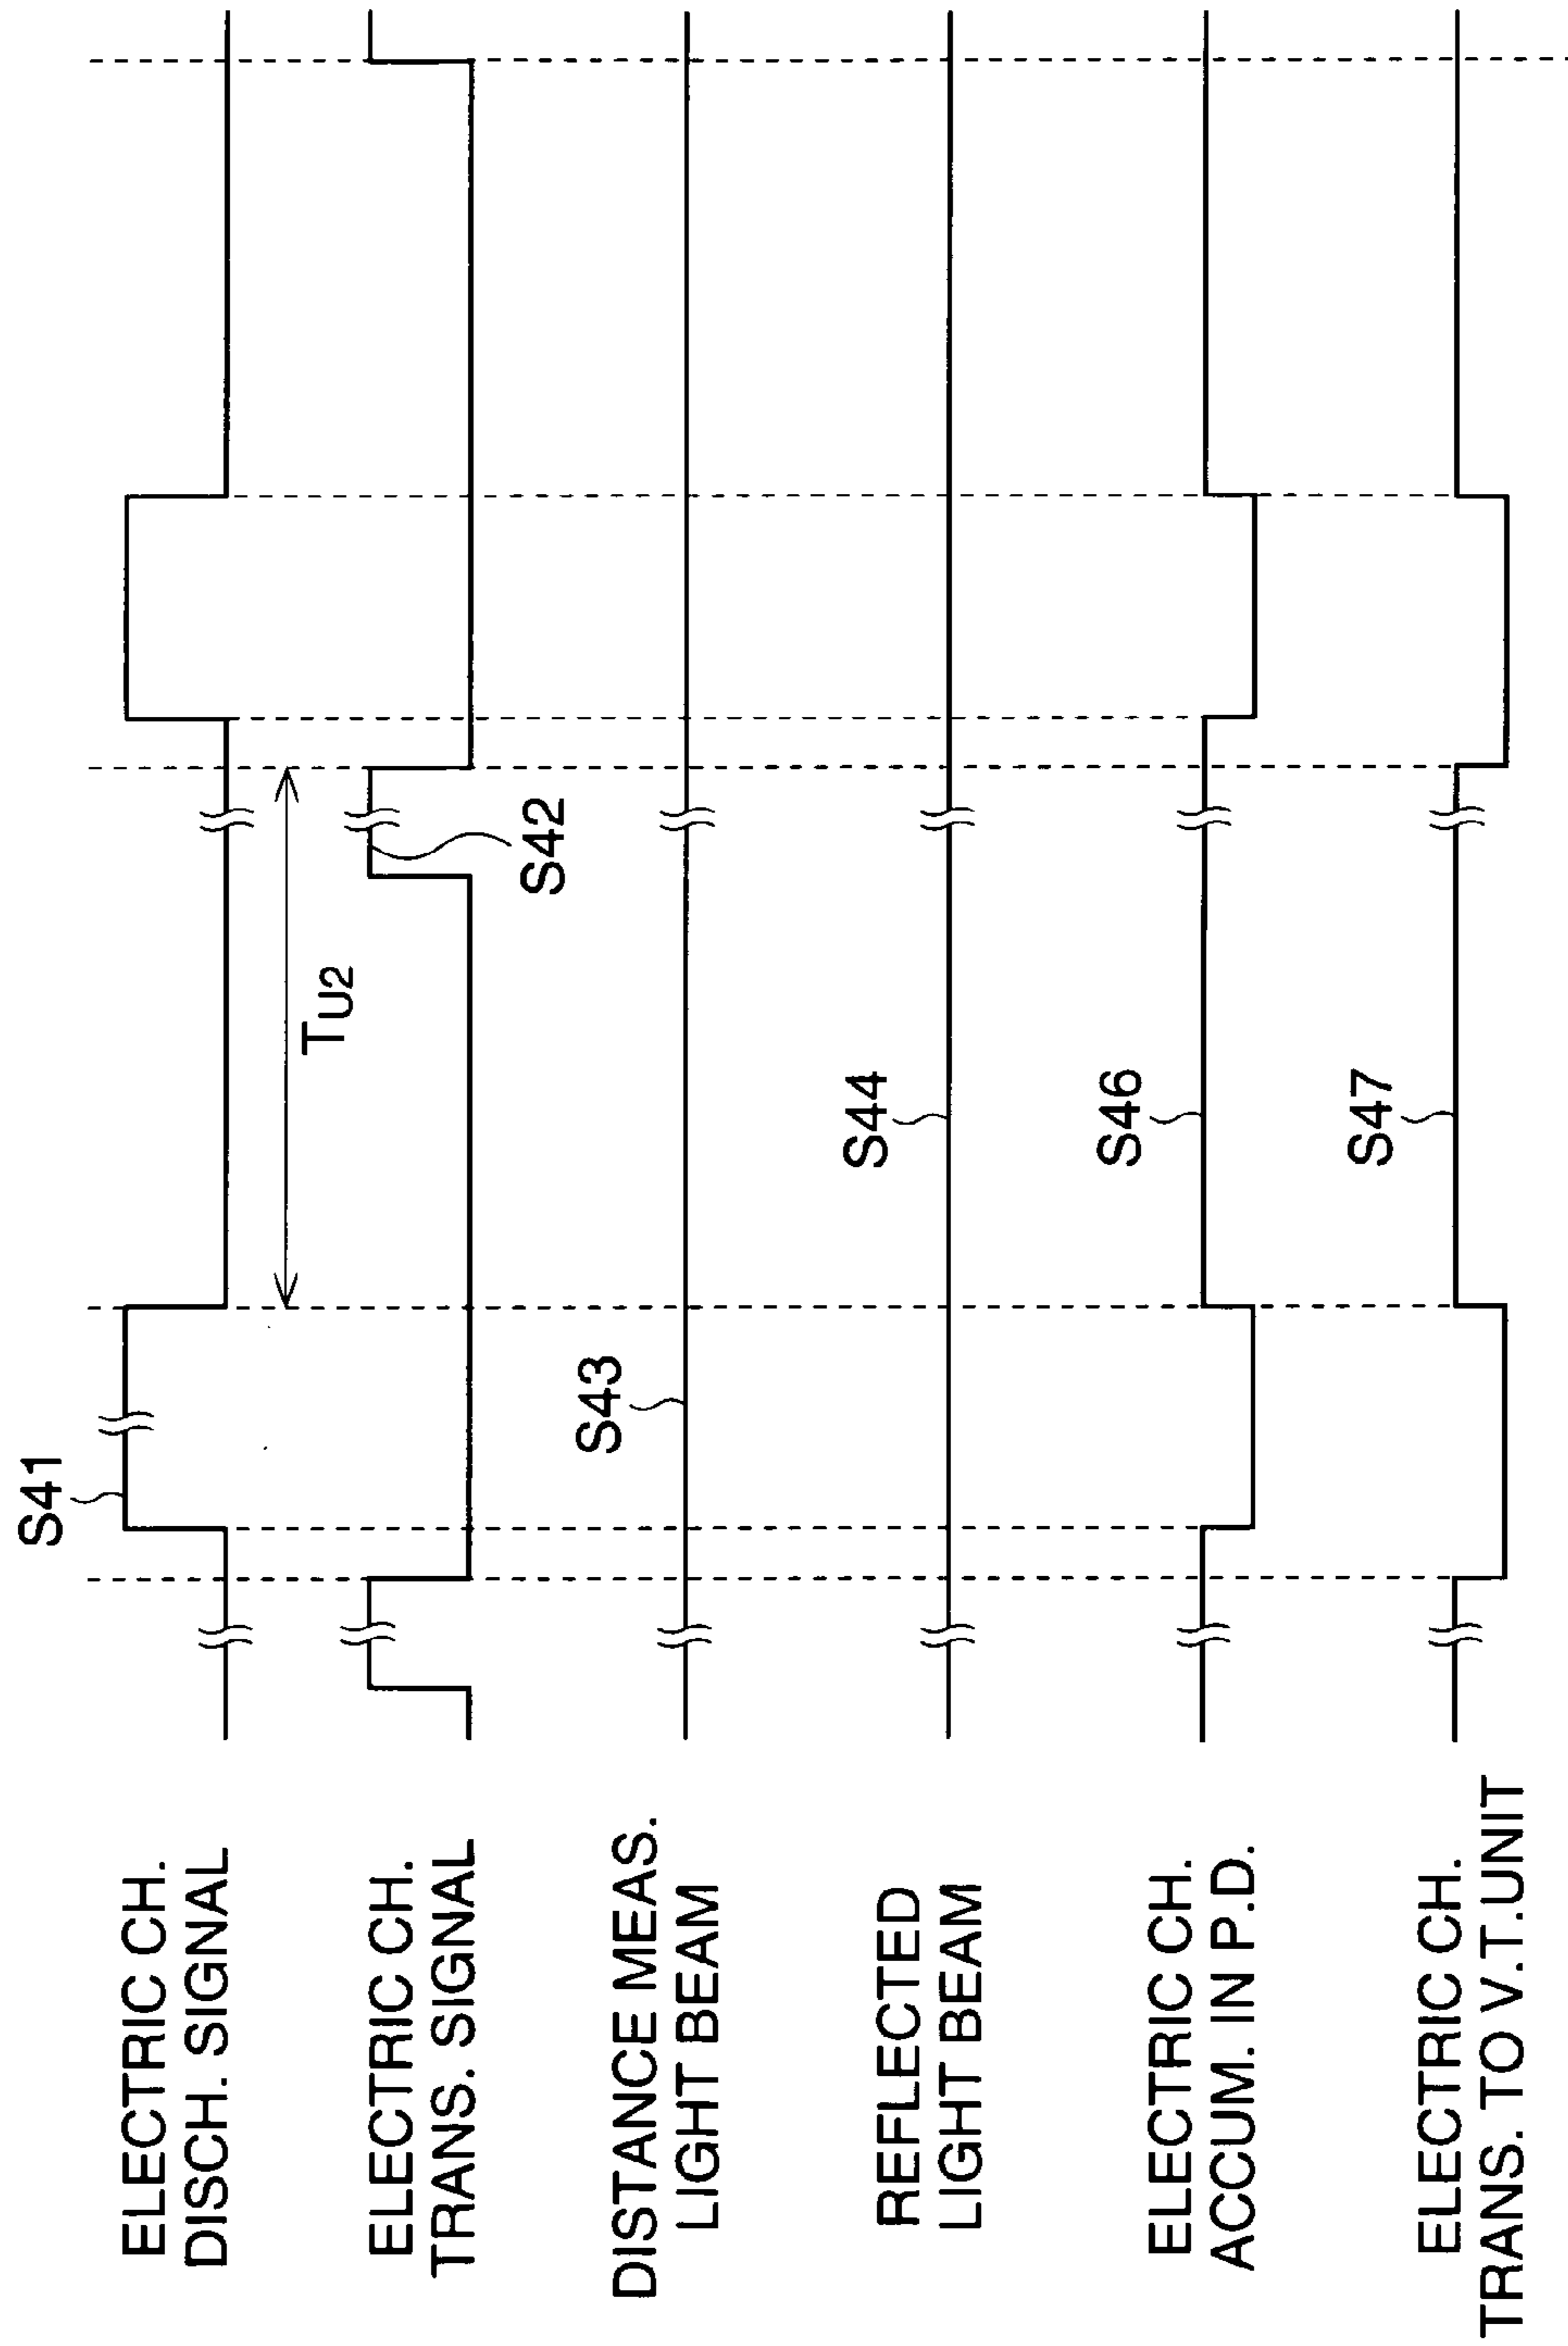 ELECTRIC CH.
DISCH. SIGNAL
S41
TU2
ELECTRIC CH.
TRANS. SIGNAL
S42
DISTANCE MEAS.
LIGHT BEAM
S43
REFLECTED
LIGHT BEAM
S44
ELECTRIC CH.
ACCUM. IN P.D.
S46
ELECTRIC CH.
TRANS. TO V.T.UNIT
S47